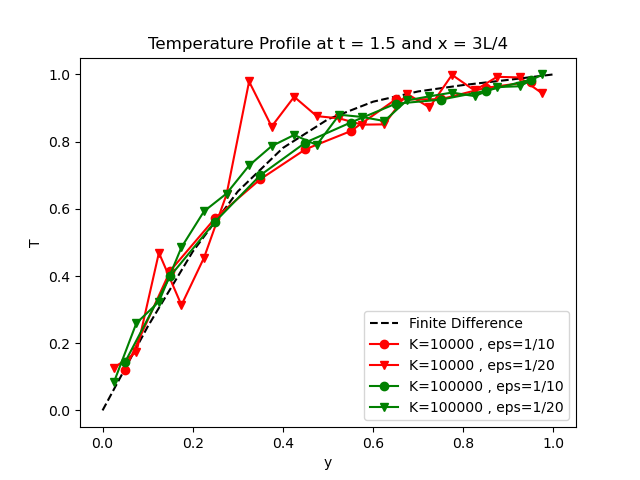 Temperature Profile at t = 1.5 and x = 3L/4
1.0
0.8
0.6
0.4
0.2
0.0
T
0.0 0.2 0.4 0.6 0.8 1.0
y
Finite Difference
K=10000 , eps=1/10
K=10000 , eps=1/20
K=100000 , eps=1/10
K=100000 , eps=1/20